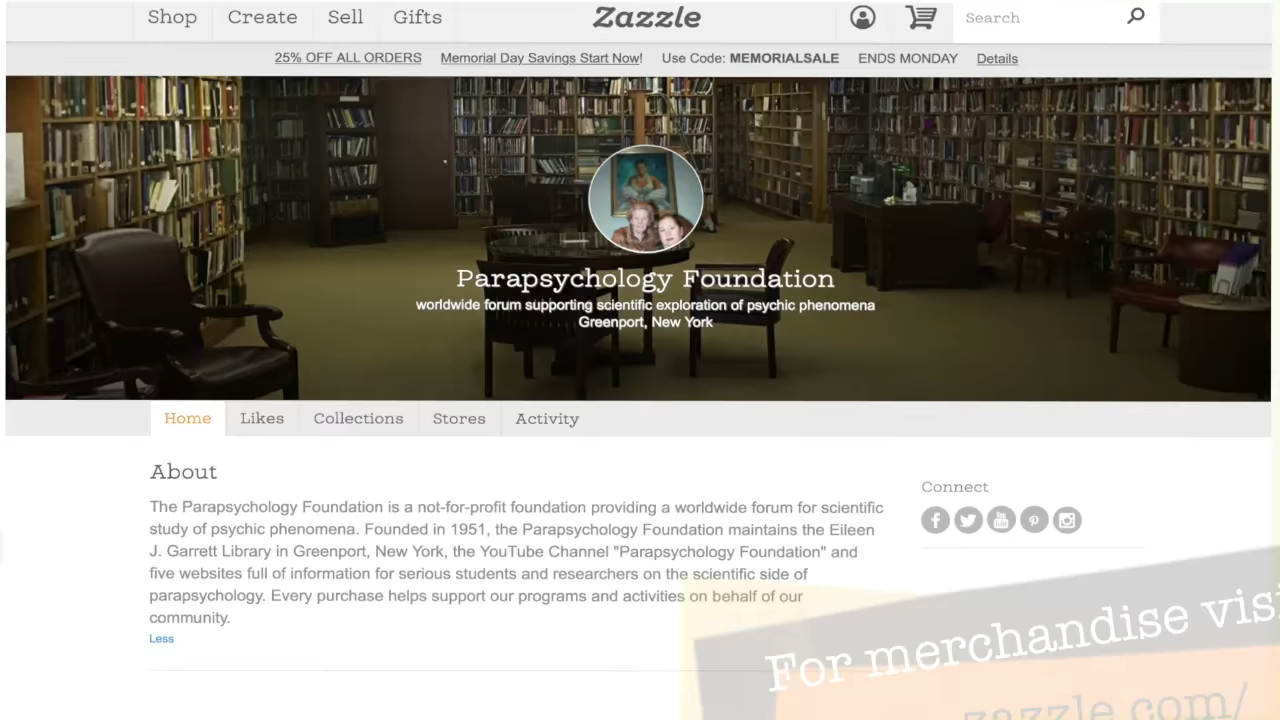 Shop Create Sell Gifts Zazzle Search
25% OFF ALL ORDERS Memorial Day Savings Start Now! Use Code: MEMORIALSALE ENDS MONDAY Details
Parapsychology Foundation
worldwide forum supporting scientific exploration of psychic phenomena
Greenport, New York
Home Likes Collections Stores Activity
About
The Parapsychology Foundation is a not-for-profit foundation providing a worldwide forum for scientific
study of psychic phenomena. Founded in 1951, the Parapsychology Foundation maintains the Eileen
J. Garrett Library in Greenport, New York, the YouTube Channel "Parapsychology Foundation" and
five websites full of information for serious students and researchers on the scientific side of
parapsychology. Every purchase helps support our programs and activities on behalf of our
community.
Less
Connect
You Tube
For merchandise vis
zazzle.com/